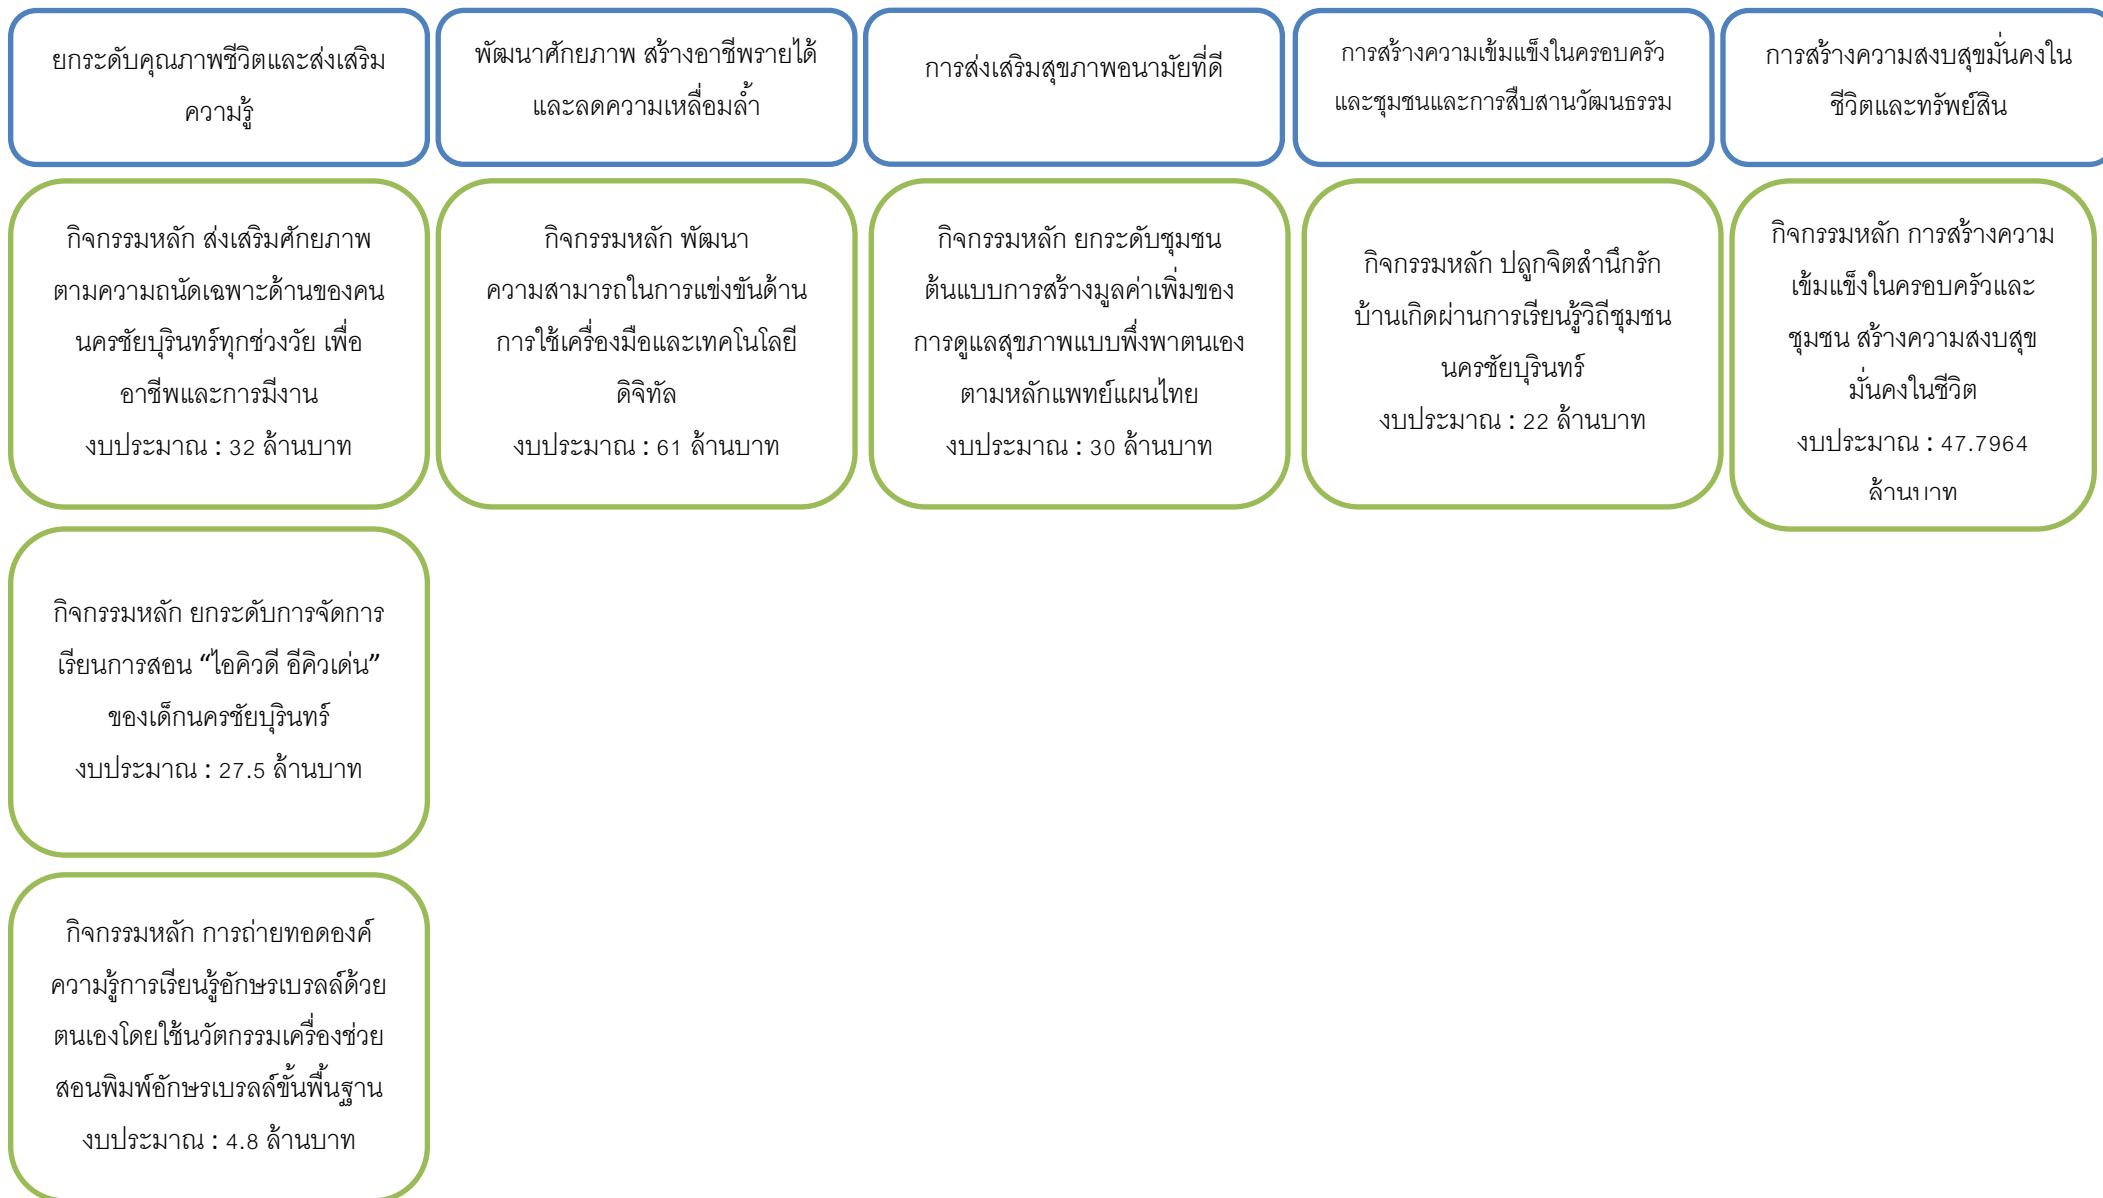 ยกระดับคุณภาพชีวิตและส่งเสริม
ความรู้
พัฒนาศักยภาพ สร้างอาชีพรายได้
และลดความเหลื่อมล้ำ
การส่งเสริมสุขภาพอนามัยที่ดี
การสร้างความเข้มแข็งในครอบครัว
และชุมชนและการสืบสานวัฒนธรรม
การสร้างความสงบสุขมั่นคงใน
ชีวิตและทรัพย์สิน
กิจกรรมหลัก ส่งเสริมศักยภาพ
ตามความถนัดเฉพาะด้านของคน
นครชัยบุรินทร์ทุกช่วงวัย เพื่อ
อาชีพและการมีงาน
งบประมาณ : 32 ล้านบาท
กิจกรรมหลัก พัฒนา
ความสามารถในการแข่งขันด้าน
การใช้เครื่องมือและเทคโนโลยี
ดิจิทัล
งบประมาณ : 61 ล้านบาท
กิจกรรมหลัก ยกระดับชุมชน
ต้นแบบการสร้างมูลค่าเพิ่มของ
การดูแลสุขภาพแบบพึ่งพาตนเอง
ตามหลักแพทย์แผนไทย
งบประมาณ : 30 ล้านบาท
กิจกรรมหลัก ปลูกจิตสำนึกรัก
บ้านเกิดผ่านการเรียนรู้วิถีชุมชน
นครชัยบุรินทร์
งบประมาณ : 22 ล้านบาท
กิจกรรมหลัก การสร้างความ
เข้มแข็งในครอบครัวและ
ชุมชน สร้างความสงบสุข
มั่นคงในชีวิต
งบประมาณ : 47.7964
ล้านบาท
กิจกรรมหลัก ยกระดับการจัดการ
เรียนการสอน “ไอคิวดี อีคิวเด่น”
ของเด็กนครชัยบุรินทร์
งบประมาณ : 27.5 ล้านบาท
กิจกรรมหลัก การถ่ายทอดองค์
ความรู้การเรียนรู้อักษรเบรลล์ด้วย
ตนเองโดยใช้นวัตกรรมเครื่องช่วย
สอนพิมพ์อักษรเบรลล์ขั้นพื้นฐาน
งบประมาณ : 4.8 ล้านบาท